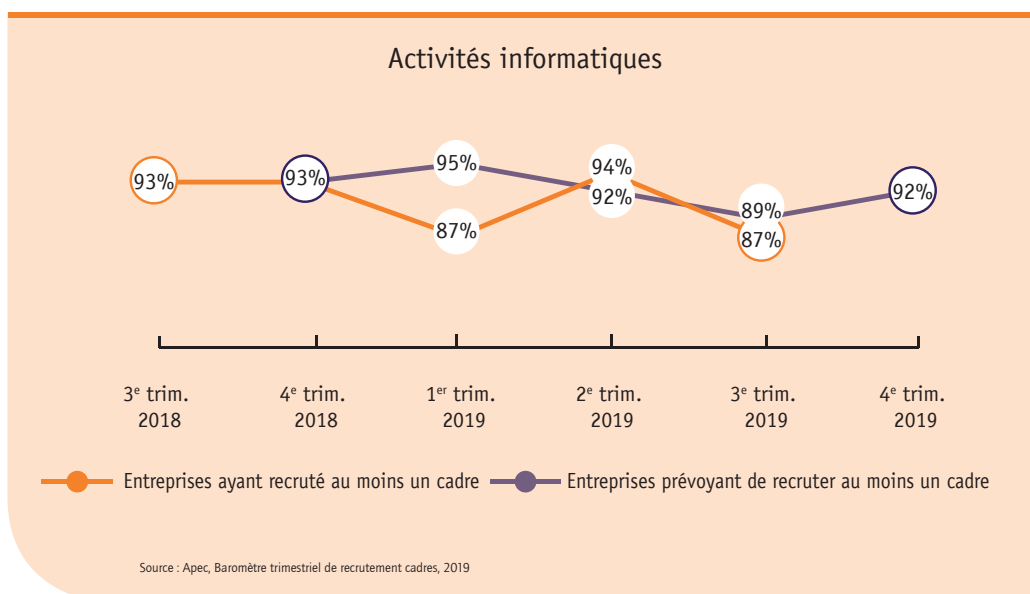 Activités informatiques
93% 93% 95% 87% 94% 92% 89% 87% 92%
3e trim. 4e trim. 1er trim. 2e trim. 3e trim. 4e trim.
2018 2018 2019 2019 2019 2019
Entreprises ayant recruté au moins un cadre Entreprises prévoyant de recruter au moins un cadre
Source : Apec, Baromètre trimestriel de recrutement cadres, 2019